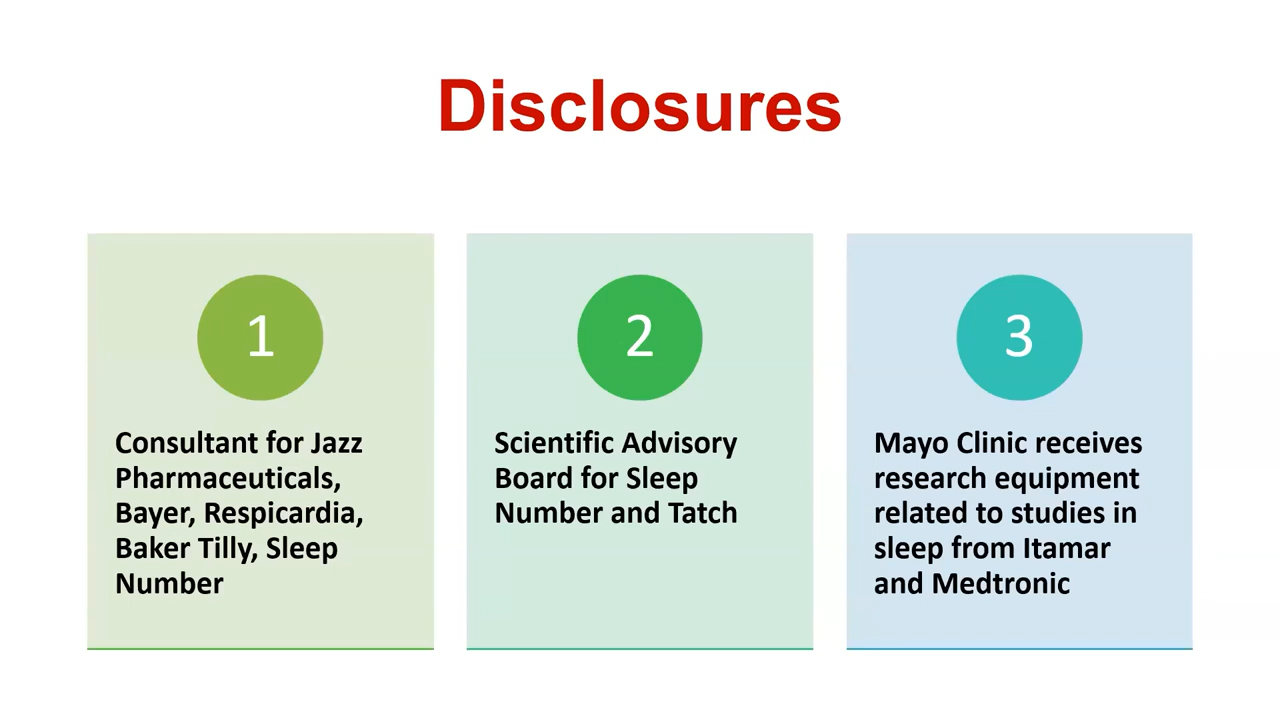 Disclosures
1
Consultant for Jazz
Pharmaceuticals,
Bayer, Respicardia,
Baker Tilly, Sleep
Number
2
Scientific Advisory
Board for Sleep
Number and Tatch
3
Mayo Clinic receives
research equipment
related to studies in
sleep from Itamar
and Medtronic